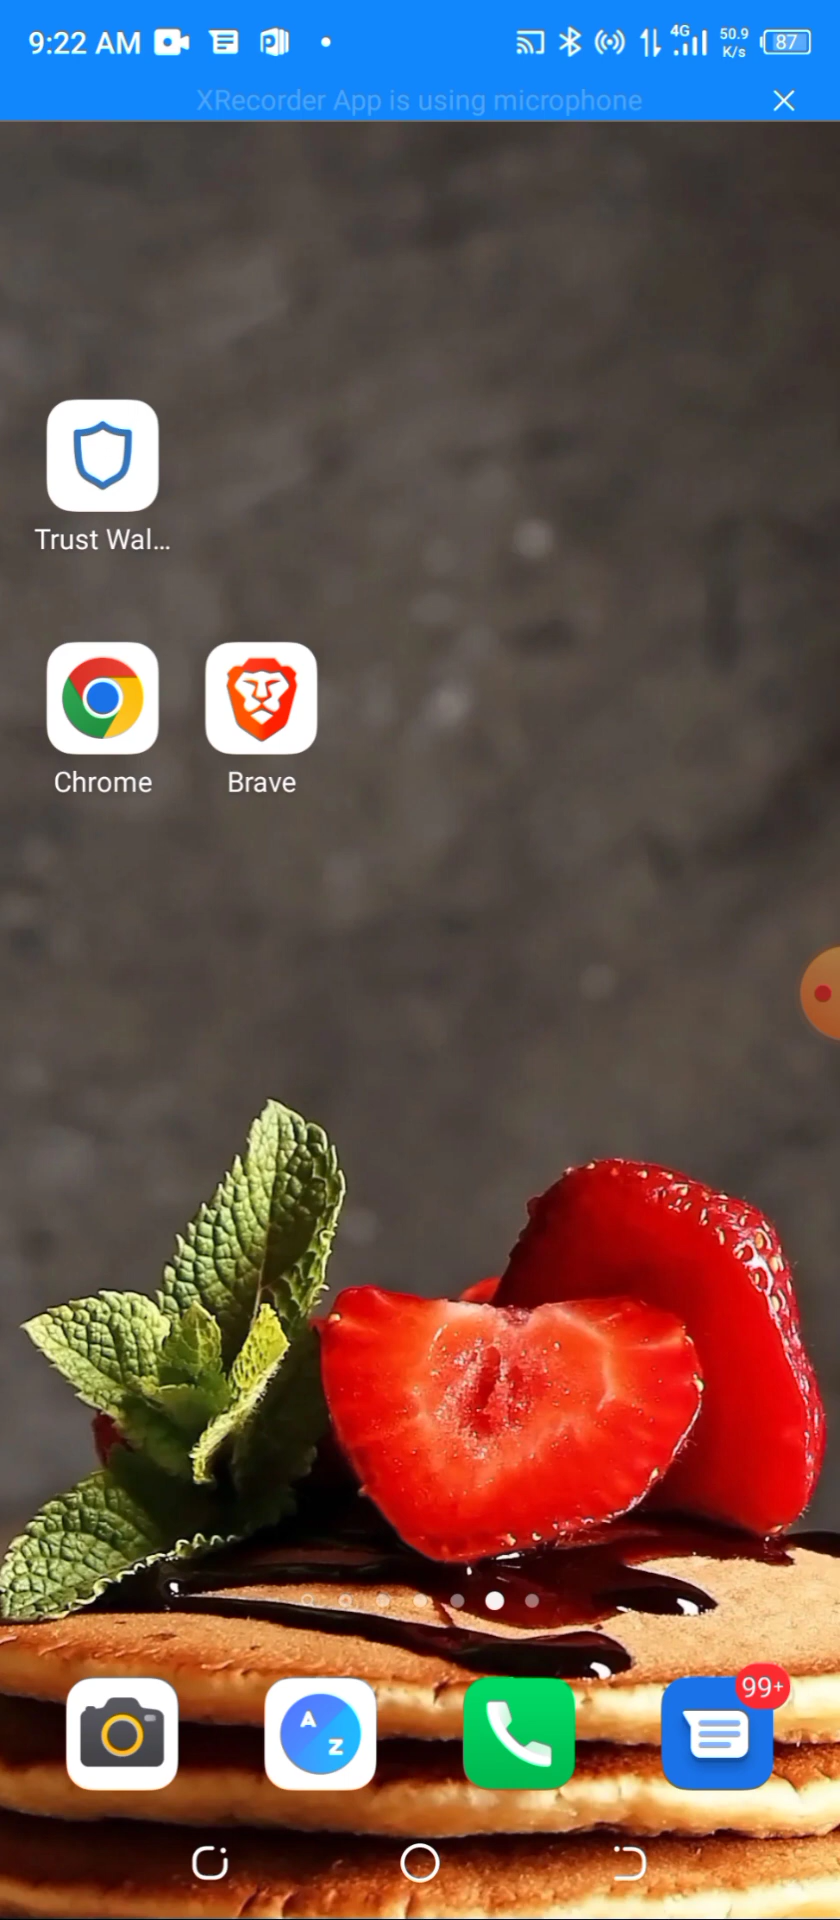 9:22 AM
4G
50.9
K/s
87
XRecorder App is using microphone
Trust Wal...
Chrome
Brave
A
Z
99+